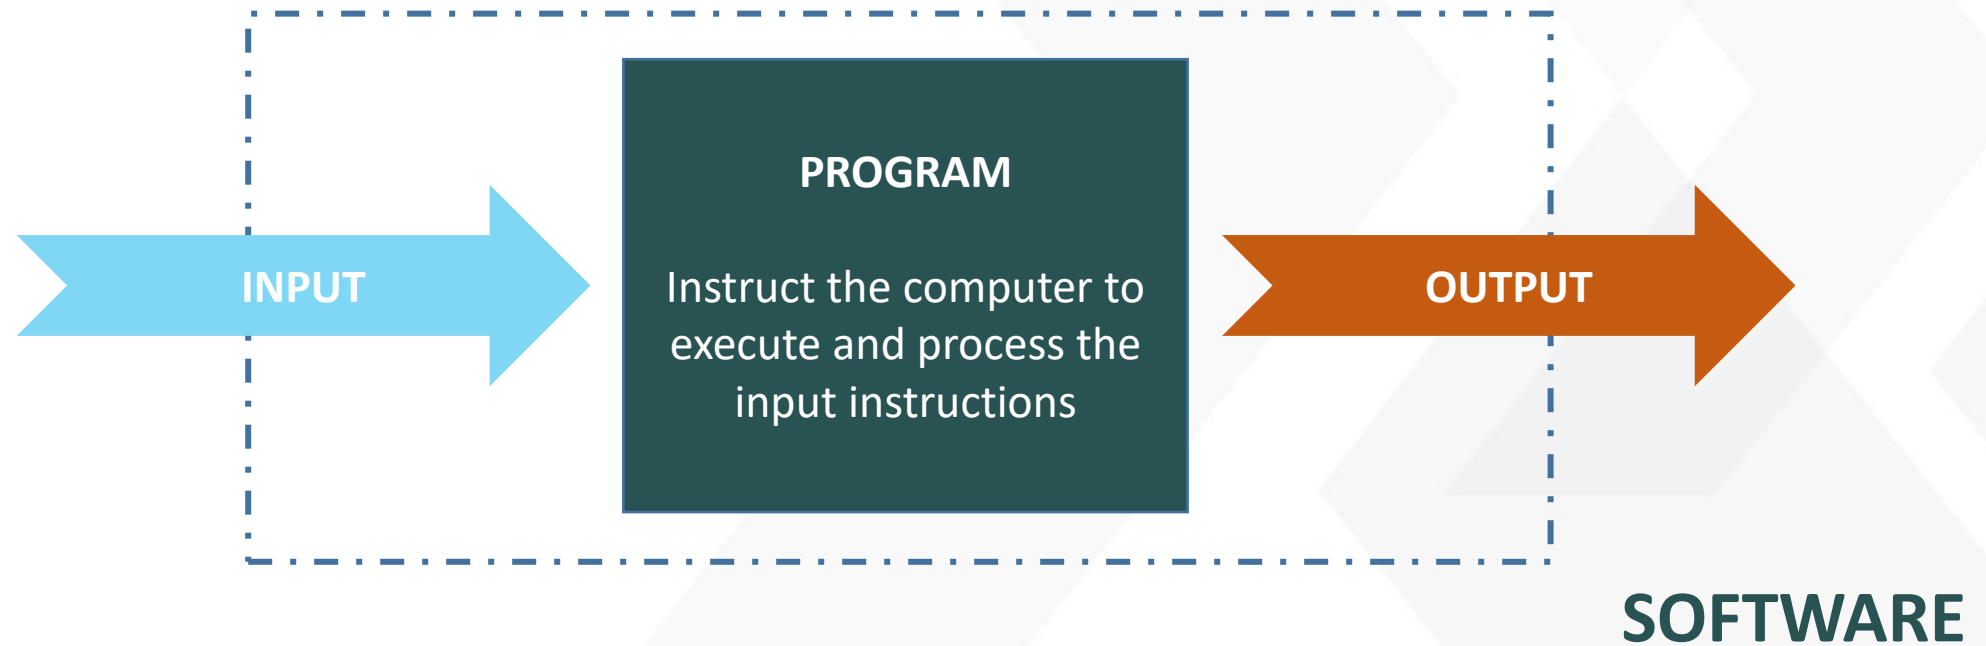 PROGRAM
INPUT
Instruct the computer to
execute and process the
input instructions
OUTPUT
SOFTWARE